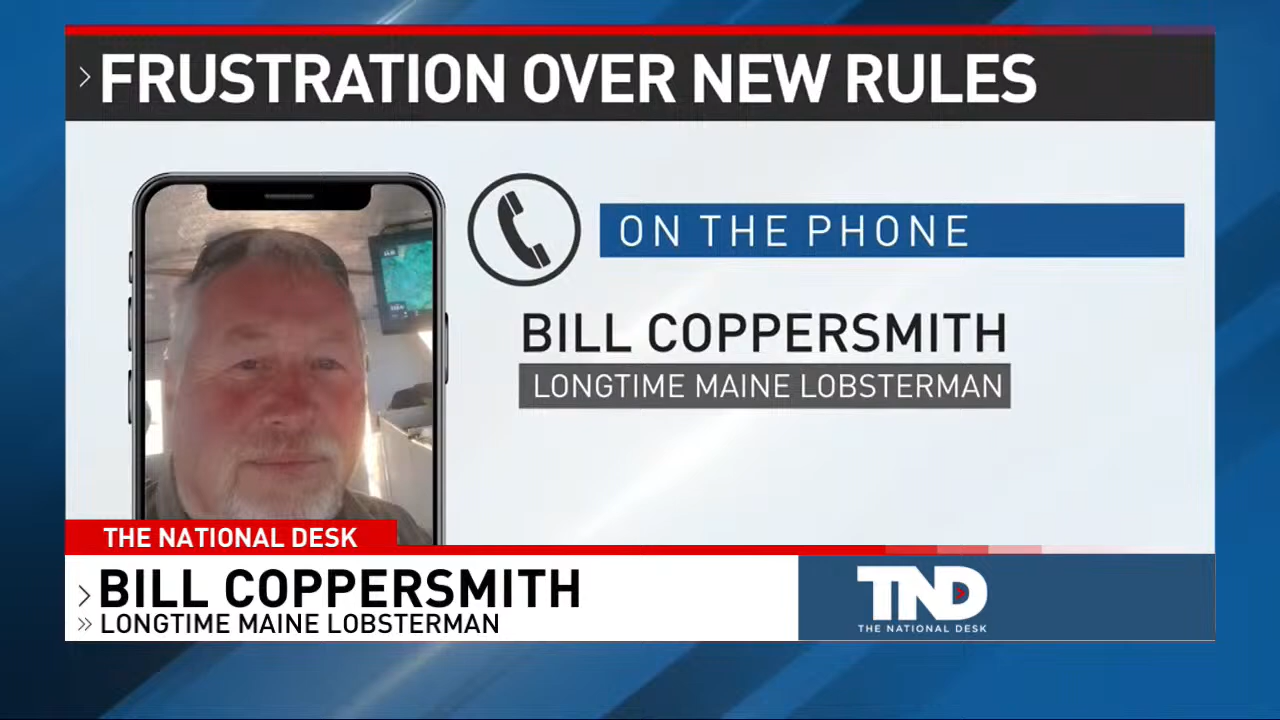 FRUSTRATION OVER NEW RULES
ON THE PHONE
BILL COPPERSMITH
LONGTIME MAINE LOBSTERMAN
THE NATIONAL DESK
BILL COPPERSMITH
LONGTIME MAINE LOBSTERMAN
TND
THE NATIONAL DESK